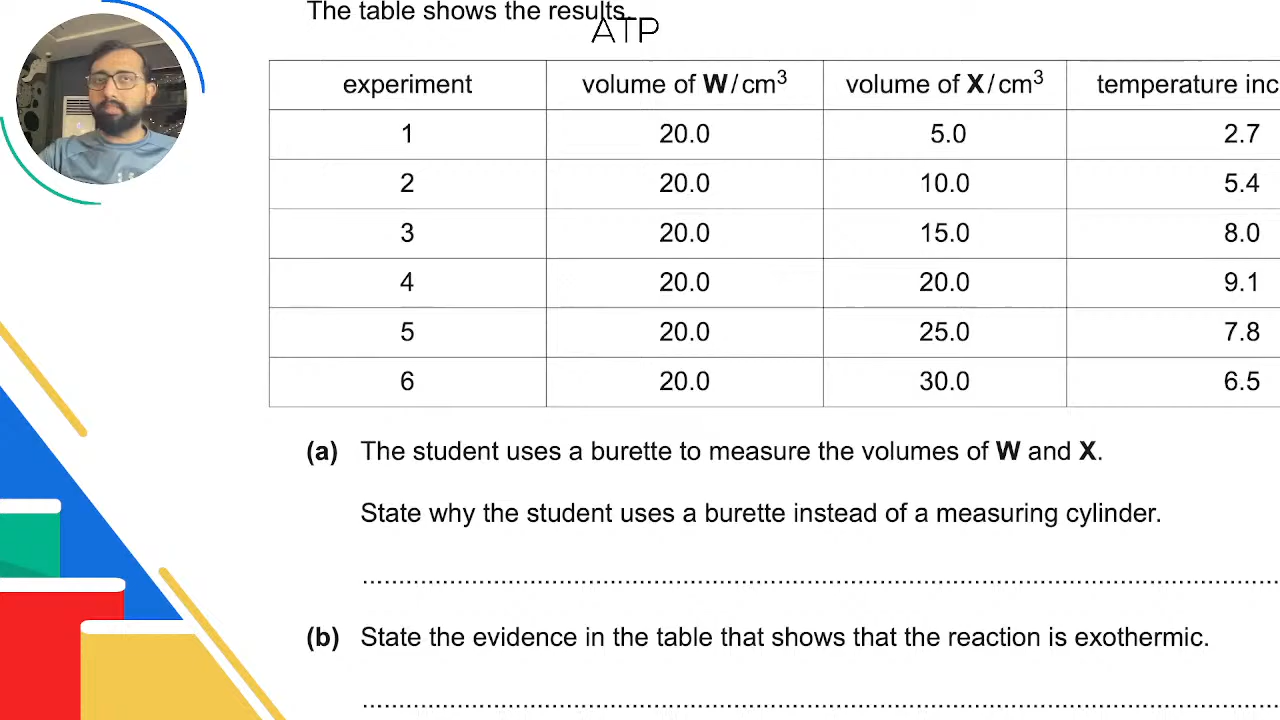 The table shows the results.
ATP
experiment volume of W/cm³ volume of X/cm³ temperature inc
1 20.0 5.0 2.7
2 20.0 10.0 5.4
3 20.0 15.0 8.0
4 20.0 20.0 9.1
5 20.0 25.0 7.8
6 20.0 30.0 6.5
(a) The student uses a burette to measure the volumes of W and X.
State why the student uses a burette instead of a measuring cylinder.
(b) State the evidence in the table that shows that the reaction is exothermic.